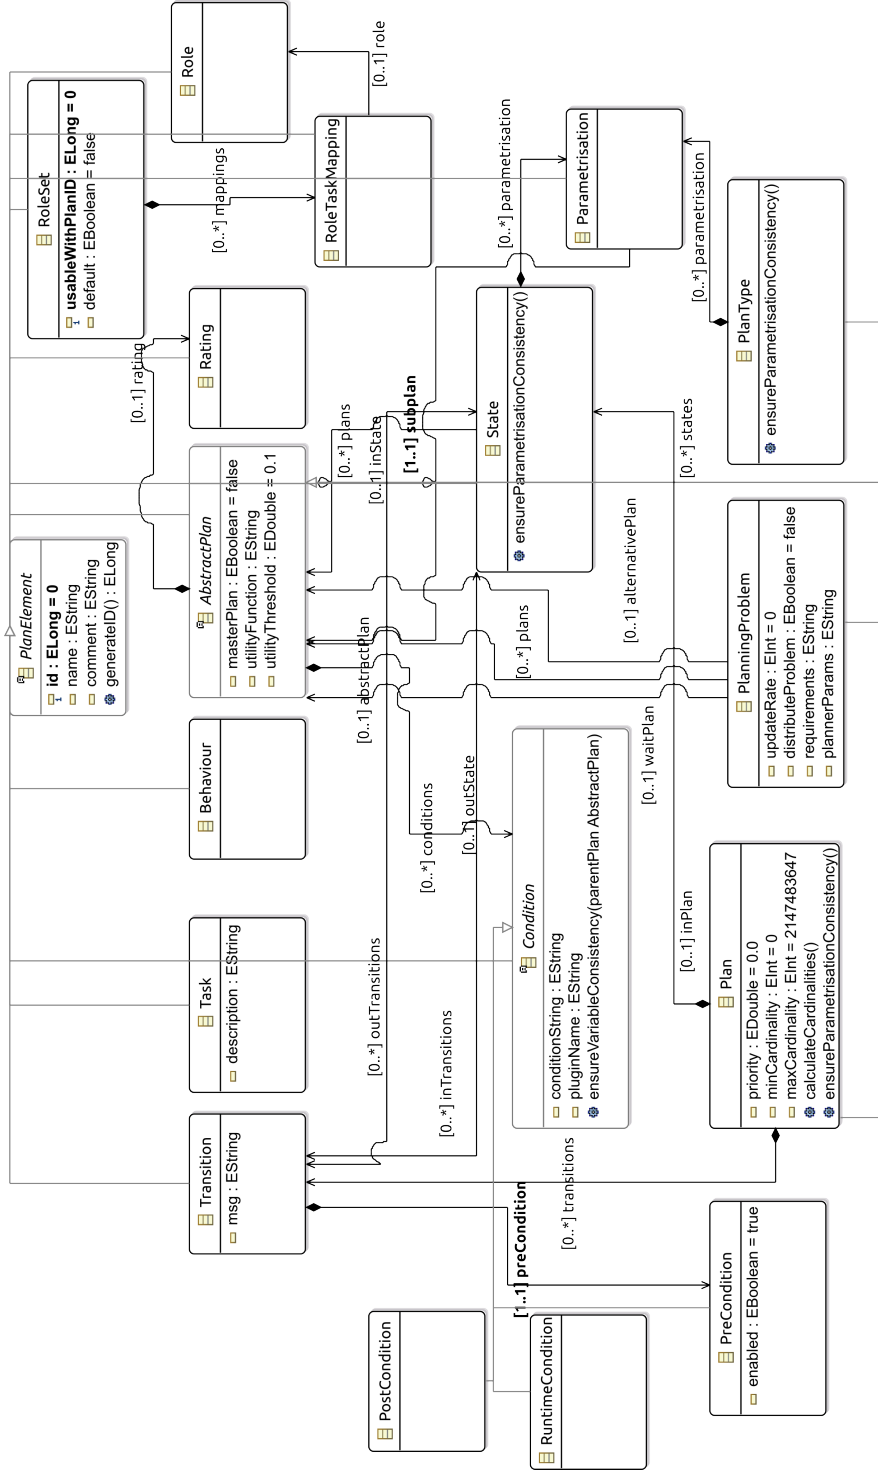 PlanElement
id : ELong = 0
name : EString
comment : EString
generateID() : ELong
RoleSet
usableWithPlanID : ELong = 0
default : EBoolean = false
Role
[0..1] role
[0..*] mappings
RoleTaskMapping
Transition
msg : EString
Task
description : EString
Behaviour
AbstractPlan
masterPlan : EBoolean = false
utilityFunction : EString
utilityThreshold : EDouble = 0.1
[0..1] rating
Rating
[0..*] plans
[0..1] inState
[1..1] subplan
[0..1] abstractPlan
[0..*] outTransitions
[0..*] conditions
[0..*] inTransitions
[0..1] outState
State
ensureParametrisationConsistency()
[0..*] parametrisation
Parametrisation
[0..*] plans
PostCondition
RuntimeCondition
[1..1] preCondition
[0..*] transitions
Condition
conditionString : EString
pluginName : EString
ensureVariableConsistency(parentPlan AbstractPlan)
[0..1] alternativePlan
[0..1] waitPlan
[0..1] inPlan
[0..*] states
[0..*] parametrisation
PreCondition
enabled : EBoolean = true
Plan
priority : EDouble = 0.0
minCardinality : EInt = 0
maxCardinality : EInt = 2147483647
calculateCardinalities()
ensureParametrisationConsistency()
PlanningProblem
updateRate : EInt = 0
distributeProblem : EBoolean = false
requirements : EString
plannerParams : EString
PlanType
ensureParametrisationConsistency()